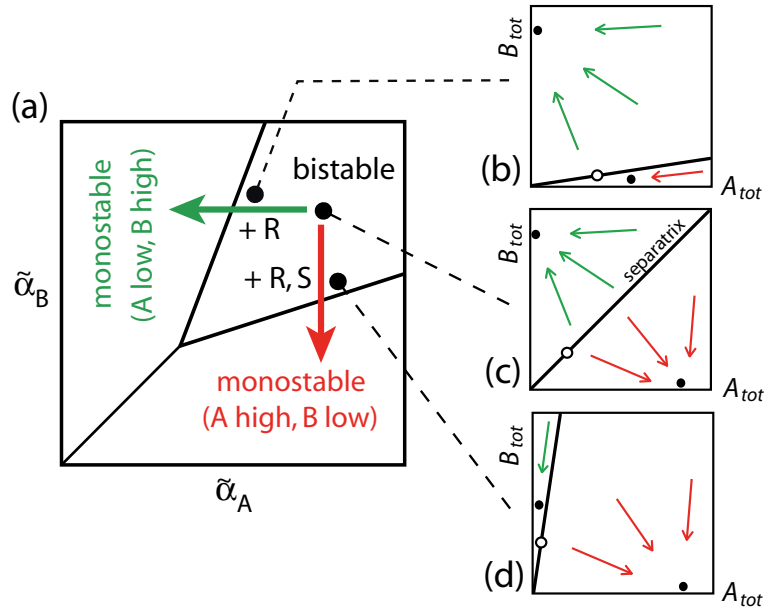 (a)
monostable
(A low, B high)
bistable
+ R
+ R, S
monostable
(A high, B low)
α̃B
α̃A
Btot
(b)
Atot
Btot
separatrix
(c)
Atot
Btot
(d)
Atot